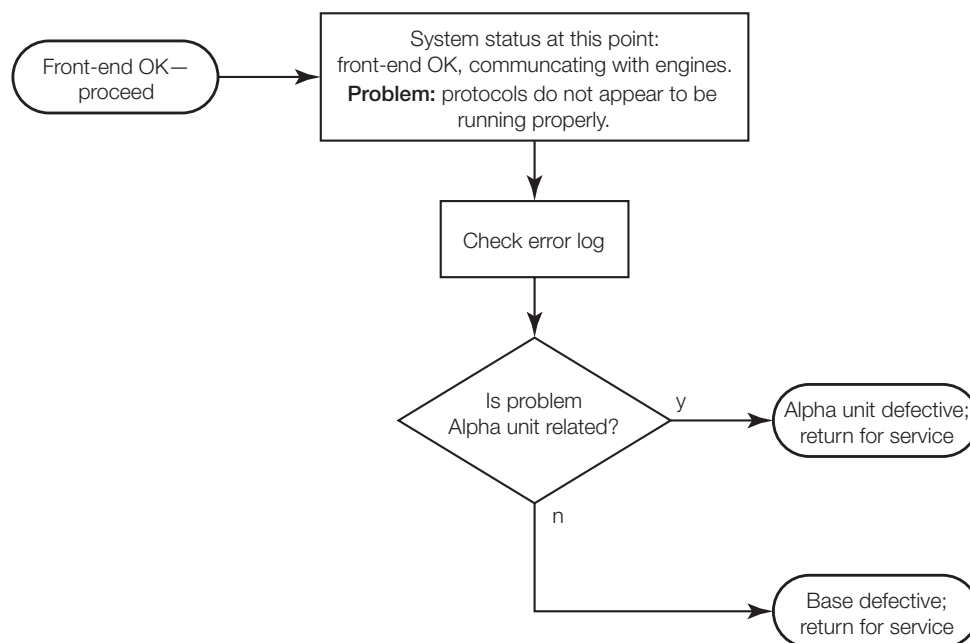 Front-end OK—
proceed
System status at this point:
front-end OK, communcating with engines.
Problem: protocols do not appear to be
running properly.
Check error log
Is problem
Alpha unit related?
y
Alpha unit defective;
return for service
n
Base defective;
return for service